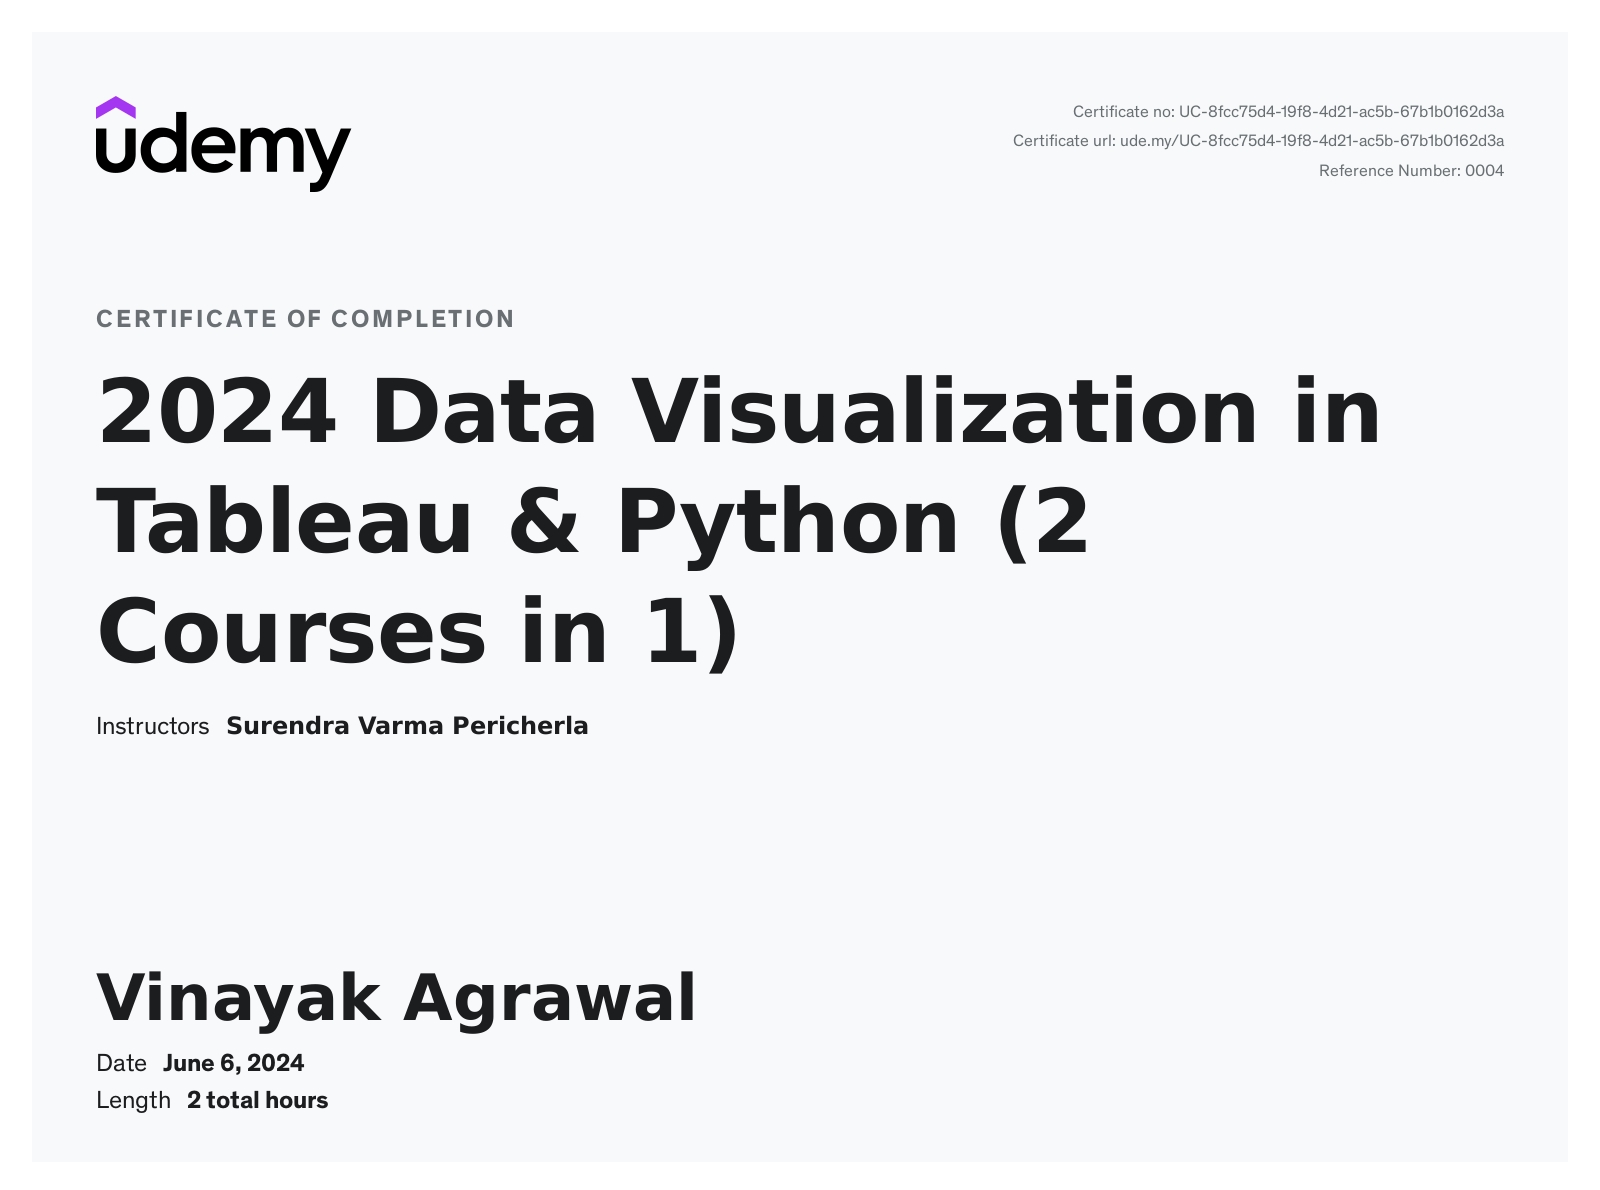 udemy
Certificate no: UC-8fcc75d4-19f8-4d21-ac5b-67b1b0162d3a
Certificate url: ude.my/UC-8fcc75d4-19f8-4d21-ac5b-67b1b0162d3a
Reference Number: 0004
CERTIFICATE OF COMPLETION
2024 Data Visualization in
Tableau & Python (2
Courses in 1)
Instructors Surendra Varma Pericherla
Vinayak Agrawal
Date June 6, 2024
Length 2 total hours